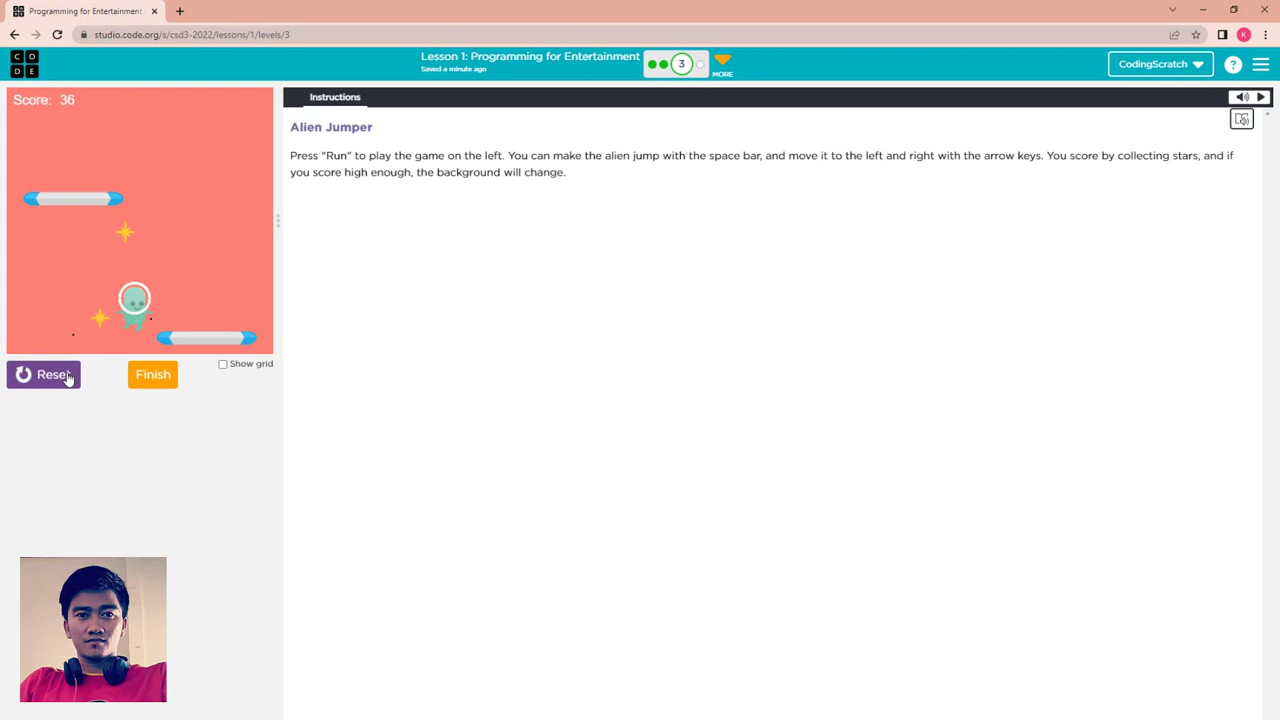 Programming for Entertainment
studio.code.org/s/csd3-2022/lessons/1/levels/3
K
C O D E
Lesson 1: Programming for Entertainment
Saved a minute ago
3
MORE
CodingScratch
?
Score: 36
Instructions
Alien Jumper
Press "Run" to play the game on the left. You can make the alien jump with the space bar, and move it to the left and right with the arrow keys. You score by collecting stars, and if
you score high enough, the background will change.
Show grid
Reset
Finish